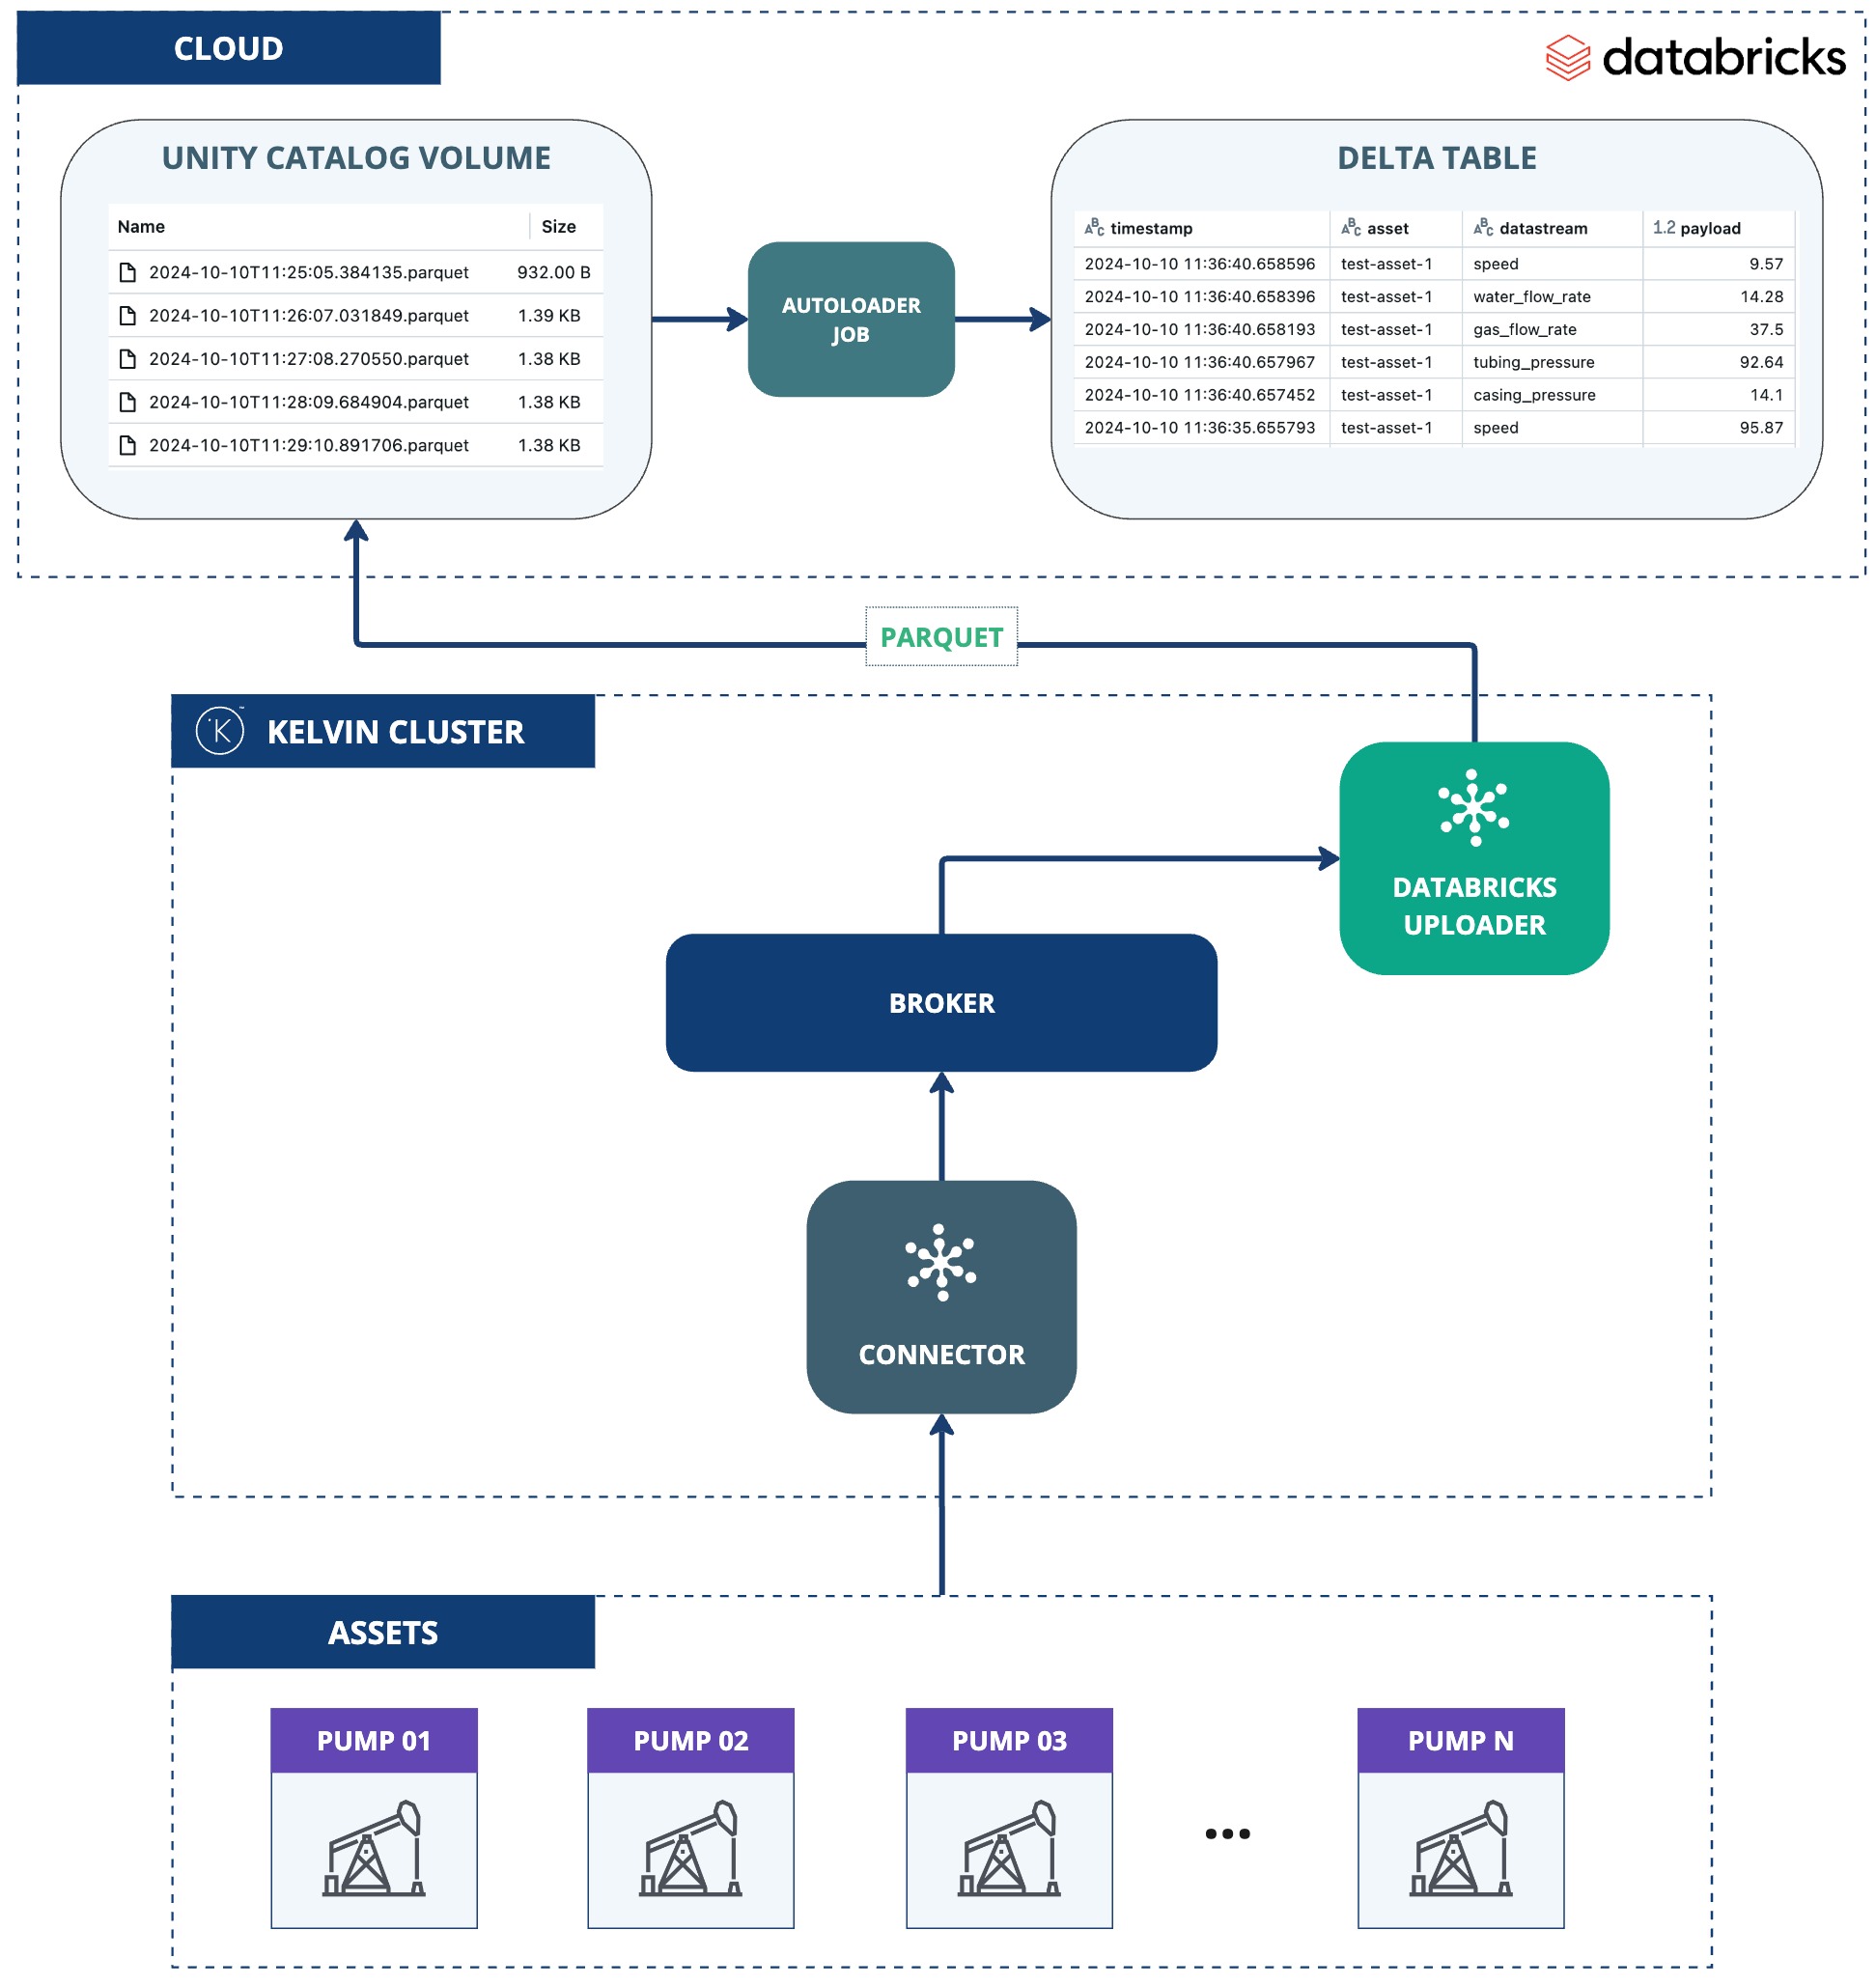 CLOUD
databricks
UNITY CATALOG VOLUME
Name Size
2024-10-10T11:25:05.384135.parquet 932.00 B
2024-10-10T11:26:07.031849.parquet 1.39 KB
2024-10-10T11:27:08.270550.parquet 1.38 KB
2024-10-10T11:28:09.684904.parquet 1.38 KB
2024-10-10T11:29:10.891706.parquet 1.38 KB
AUTOLOADER
JOB
DELTA TABLE
ABC timestamp ABC asset ABC datastream 1.2 payload
2024-10-10 11:36:40.658596 test-asset-1 speed 9.57
2024-10-10 11:36:40.658396 test-asset-1 water_flow_rate 14.28
2024-10-10 11:36:40.658193 test-asset-1 gas_flow_rate 37.5
2024-10-10 11:36:40.657967 test-asset-1 tubing_pressure 92.64
2024-10-10 11:36:40.657452 test-asset-1 casing_pressure 14.1
2024-10-10 11:36:35.655793 test-asset-1 speed 95.87
PARQUET
K™ KELVIN CLUSTER
DATABRICKS
UPLOADER
BROKER
CONNECTOR
ASSETS
PUMP 01
PUMP 02
PUMP 03
...
PUMP N